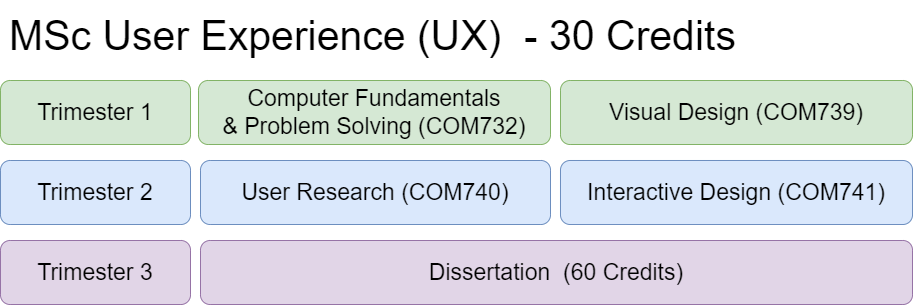 MSc User Experience (UX)  - 30 Credits
Trimester 1
Computer Fundamentals
& Problem Solving (COM732)
Visual Design (COM739)
Trimester 2
User Research (COM740)
Interactive Design (COM741)
Trimester 3
Dissertation  (60 Credits)